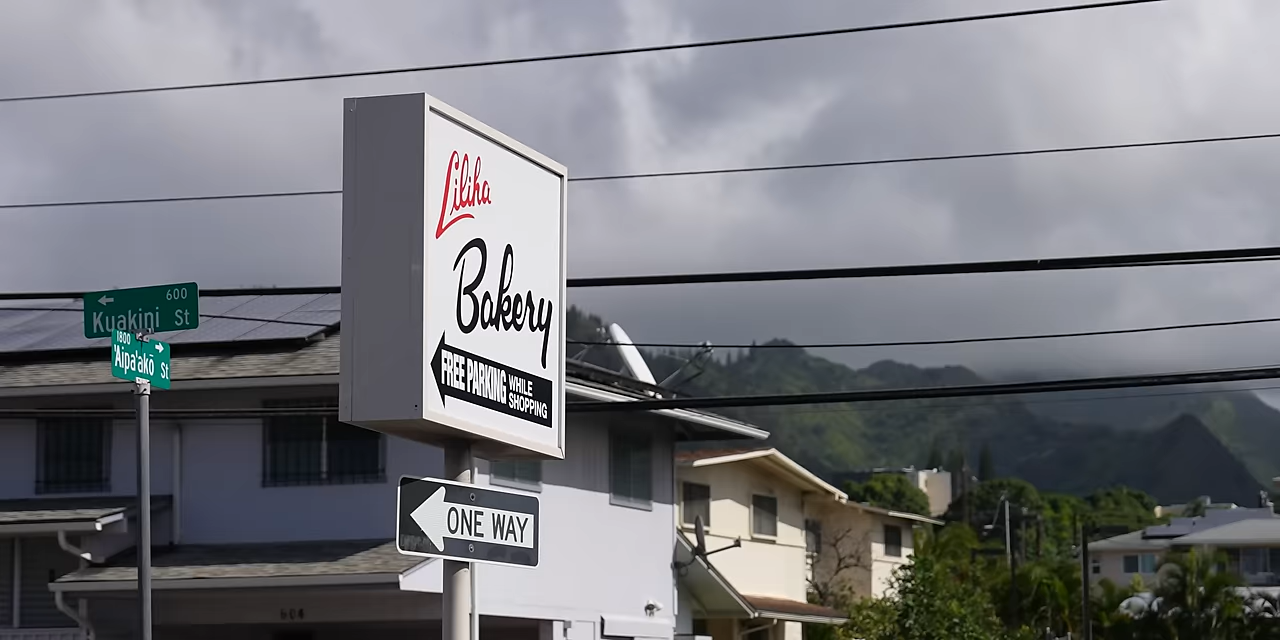 600
Kuakini St
1800
'Aipa'akō St
Liliha
Bakery
FREE PARKING WHILE
SHOPPING
ONE WAY
604